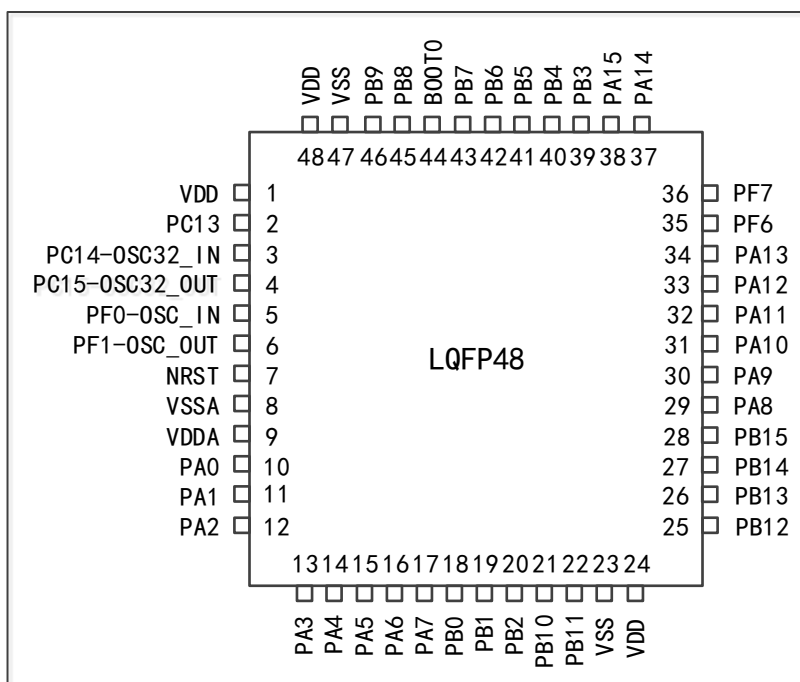 VDD VSS PB9 PB8 BOOT0 PB7 PB6 PB5 PB4 PB3 PA15 PA14
48 47 46 45 44 43 42 41 40 39 38 37
VDD 1 36 PF7
PC13 2 35 PF6
PC14-OSC32_IN 3 34 PA13
PC15-OSC32_OUT 4 33 PA12
PF0-OSC_IN 5 32 PA11
PF1-OSC_OUT 6 31 PA10
LQFP48
NRST 7 30 PA9
VSSA 8 29 PA8
VDDA 9 28 PB15
PA0 10 27 PB14
PA1 11 26 PB13
PA2 12 25 PB12
13 14 15 16 17 18 19 20 21 22 23 24
PA3 PA4 PA5 PA6 PA7 PB0 PB1 PB2 PB10 PB11 VSS VDD